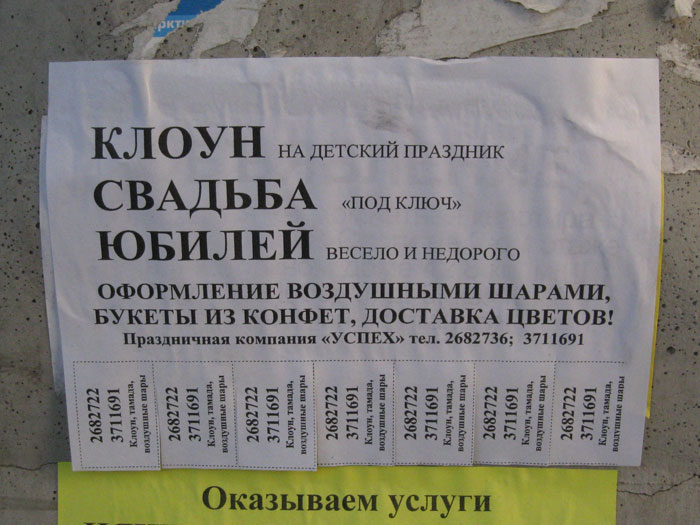 КЛОУН НА ДЕТСКИЙ ПРАЗДНИК
СВАДЬБА «ПОД КЛЮЧ»
ЮБИЛЕЙ ВЕСЕЛО И НЕДОРОГО
ОФОРМЛЕНИЕ ВОЗДУШНЫМИ ШАРАМИ,
БУКЕТЫ ИЗ КОНФЕТ, ДОСТАВКА ЦВЕТОВ!
Праздничная компания «УСПЕХ» тел. 2682736; 3711691
2682722
3711691
Клоун, тамада,
воздушные шары
2682722
3711691
Клоун, тамада,
воздушные шары
2682722
3711691
Клоун, тамада,
воздушные шары
2682722
3711691
Клоун, тамада,
воздушные шары
2682722
3711691
Клоун, тамада,
воздушные шары
2682722
3711691
Клоун, тамада,
воздушные шары
2682722
3711691
Клоун, тамада,
воздушные шары
Оказываем услуги